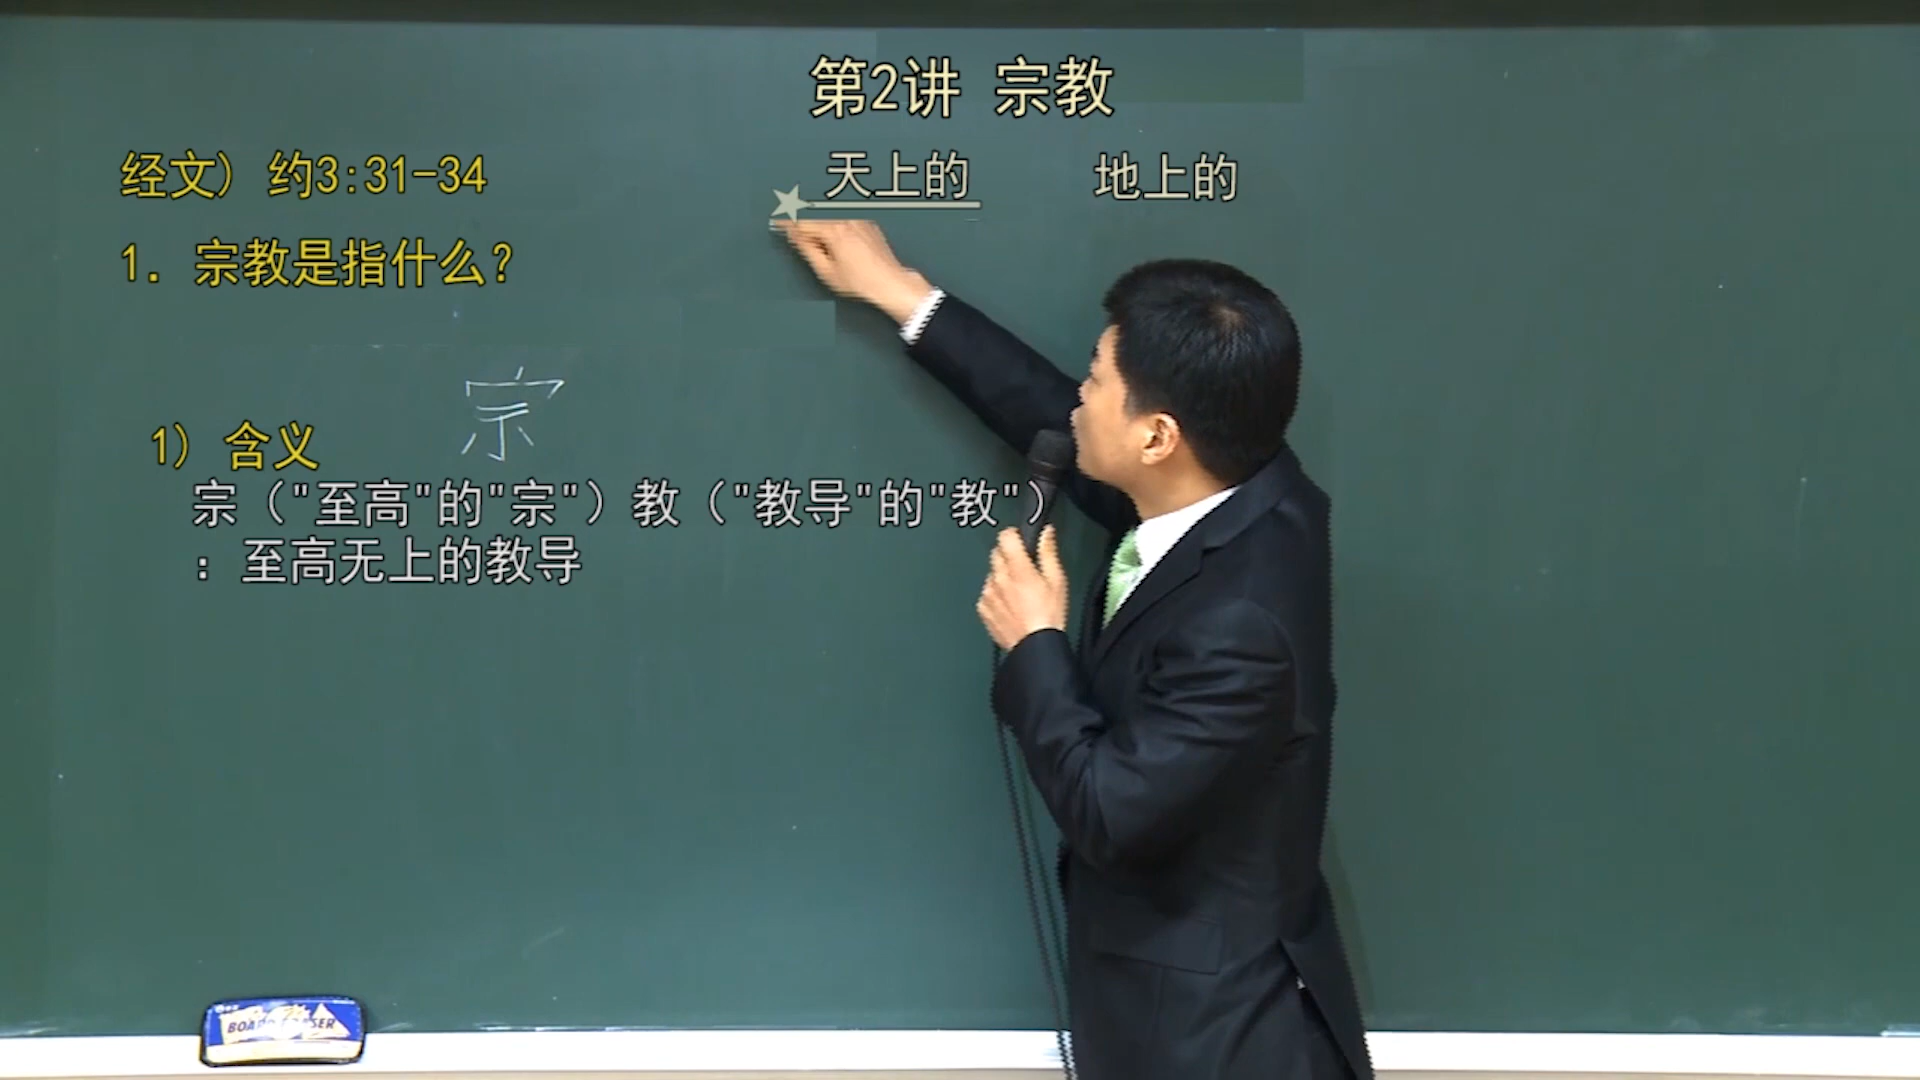 第2讲 宗教
经文) 约3:31-34
天上的 地上的
1. 宗教是指什么?
宗
1) 含义
宗("至高"的"宗")教("教导"的"教")
: 至高无上的教导
BOARD ERASER